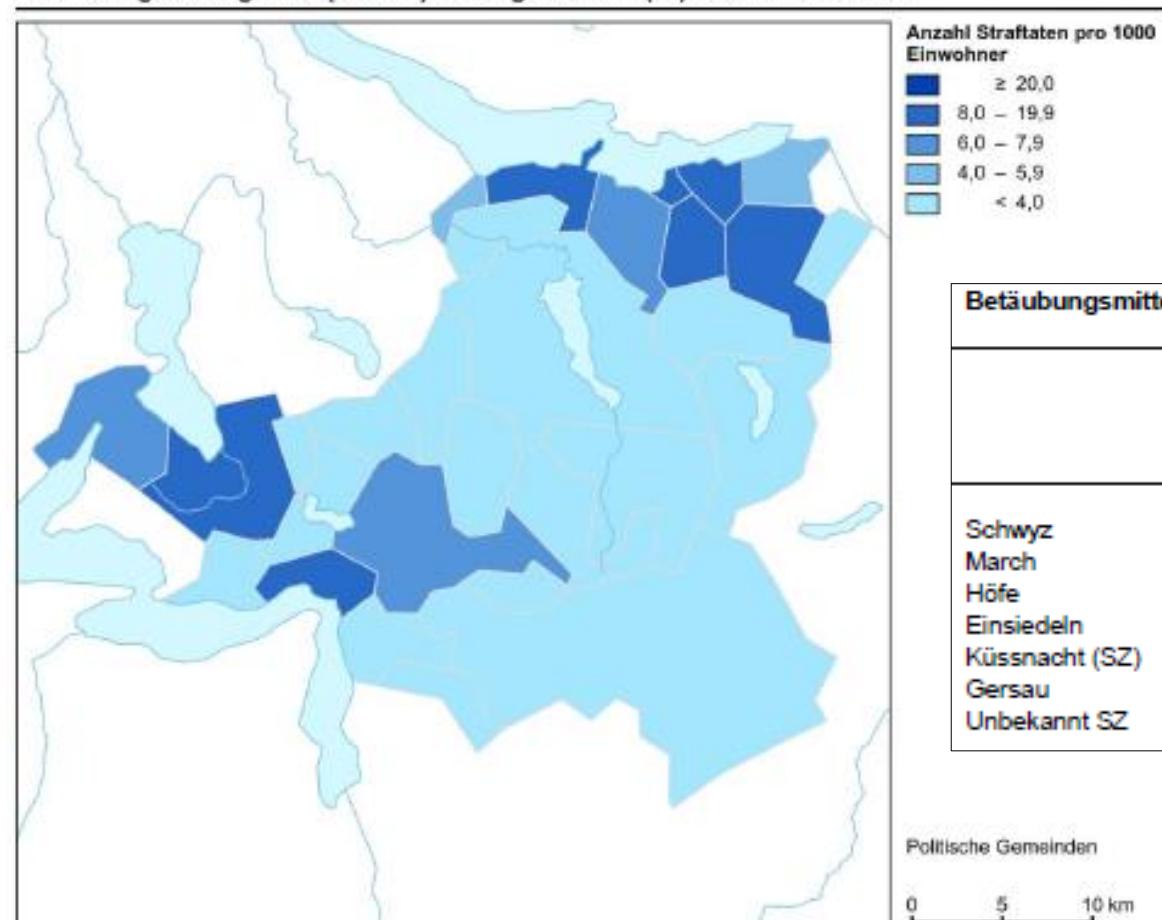 Anzahl Straftaten pro 1000
Einwohner
≥ 20,0
8,0 – 19,9
6,0 – 7,9
4,0 – 5,9
< 4,0
Schwyz
March
Höfe
Einsiedeln
Küssnacht (SZ)
Gersau
Unbekannt SZ
Politische Gemeinden
0 5 10 km